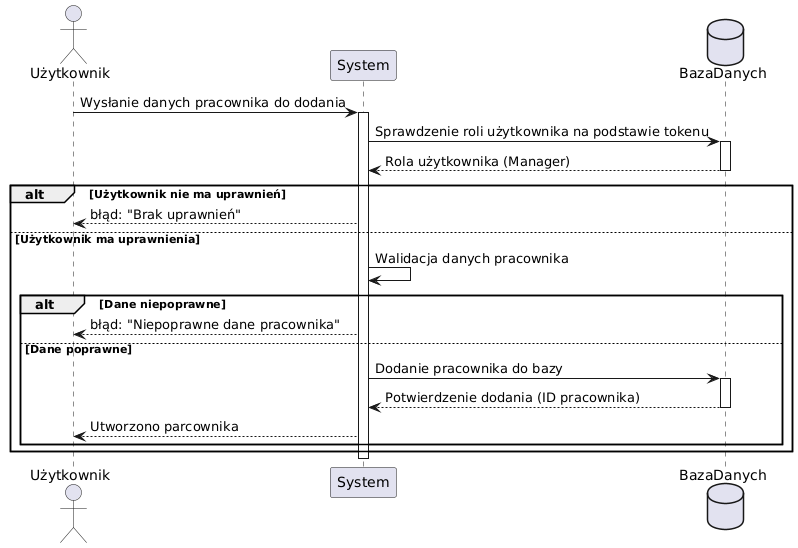 Użytkownik
System
BazaDanych
Wysłanie danych pracownika do dodania
Sprawdzenie roli użytkownika na podstawie tokenu
Rola użytkownika (Manager)
alt [Użytkownik nie ma uprawnień]
błąd: "Brak uprawnień"
[Użytkownik ma uprawnienia]
Walidacja danych pracownika
alt [Dane niepoprawne]
błąd: "Niepoprawne dane pracownika"
[Dane poprawne]
Dodanie pracownika do bazy
Potwierdzenie dodania (ID pracownika)
Utworzono parcownika
Użytkownik
System
BazaDanych